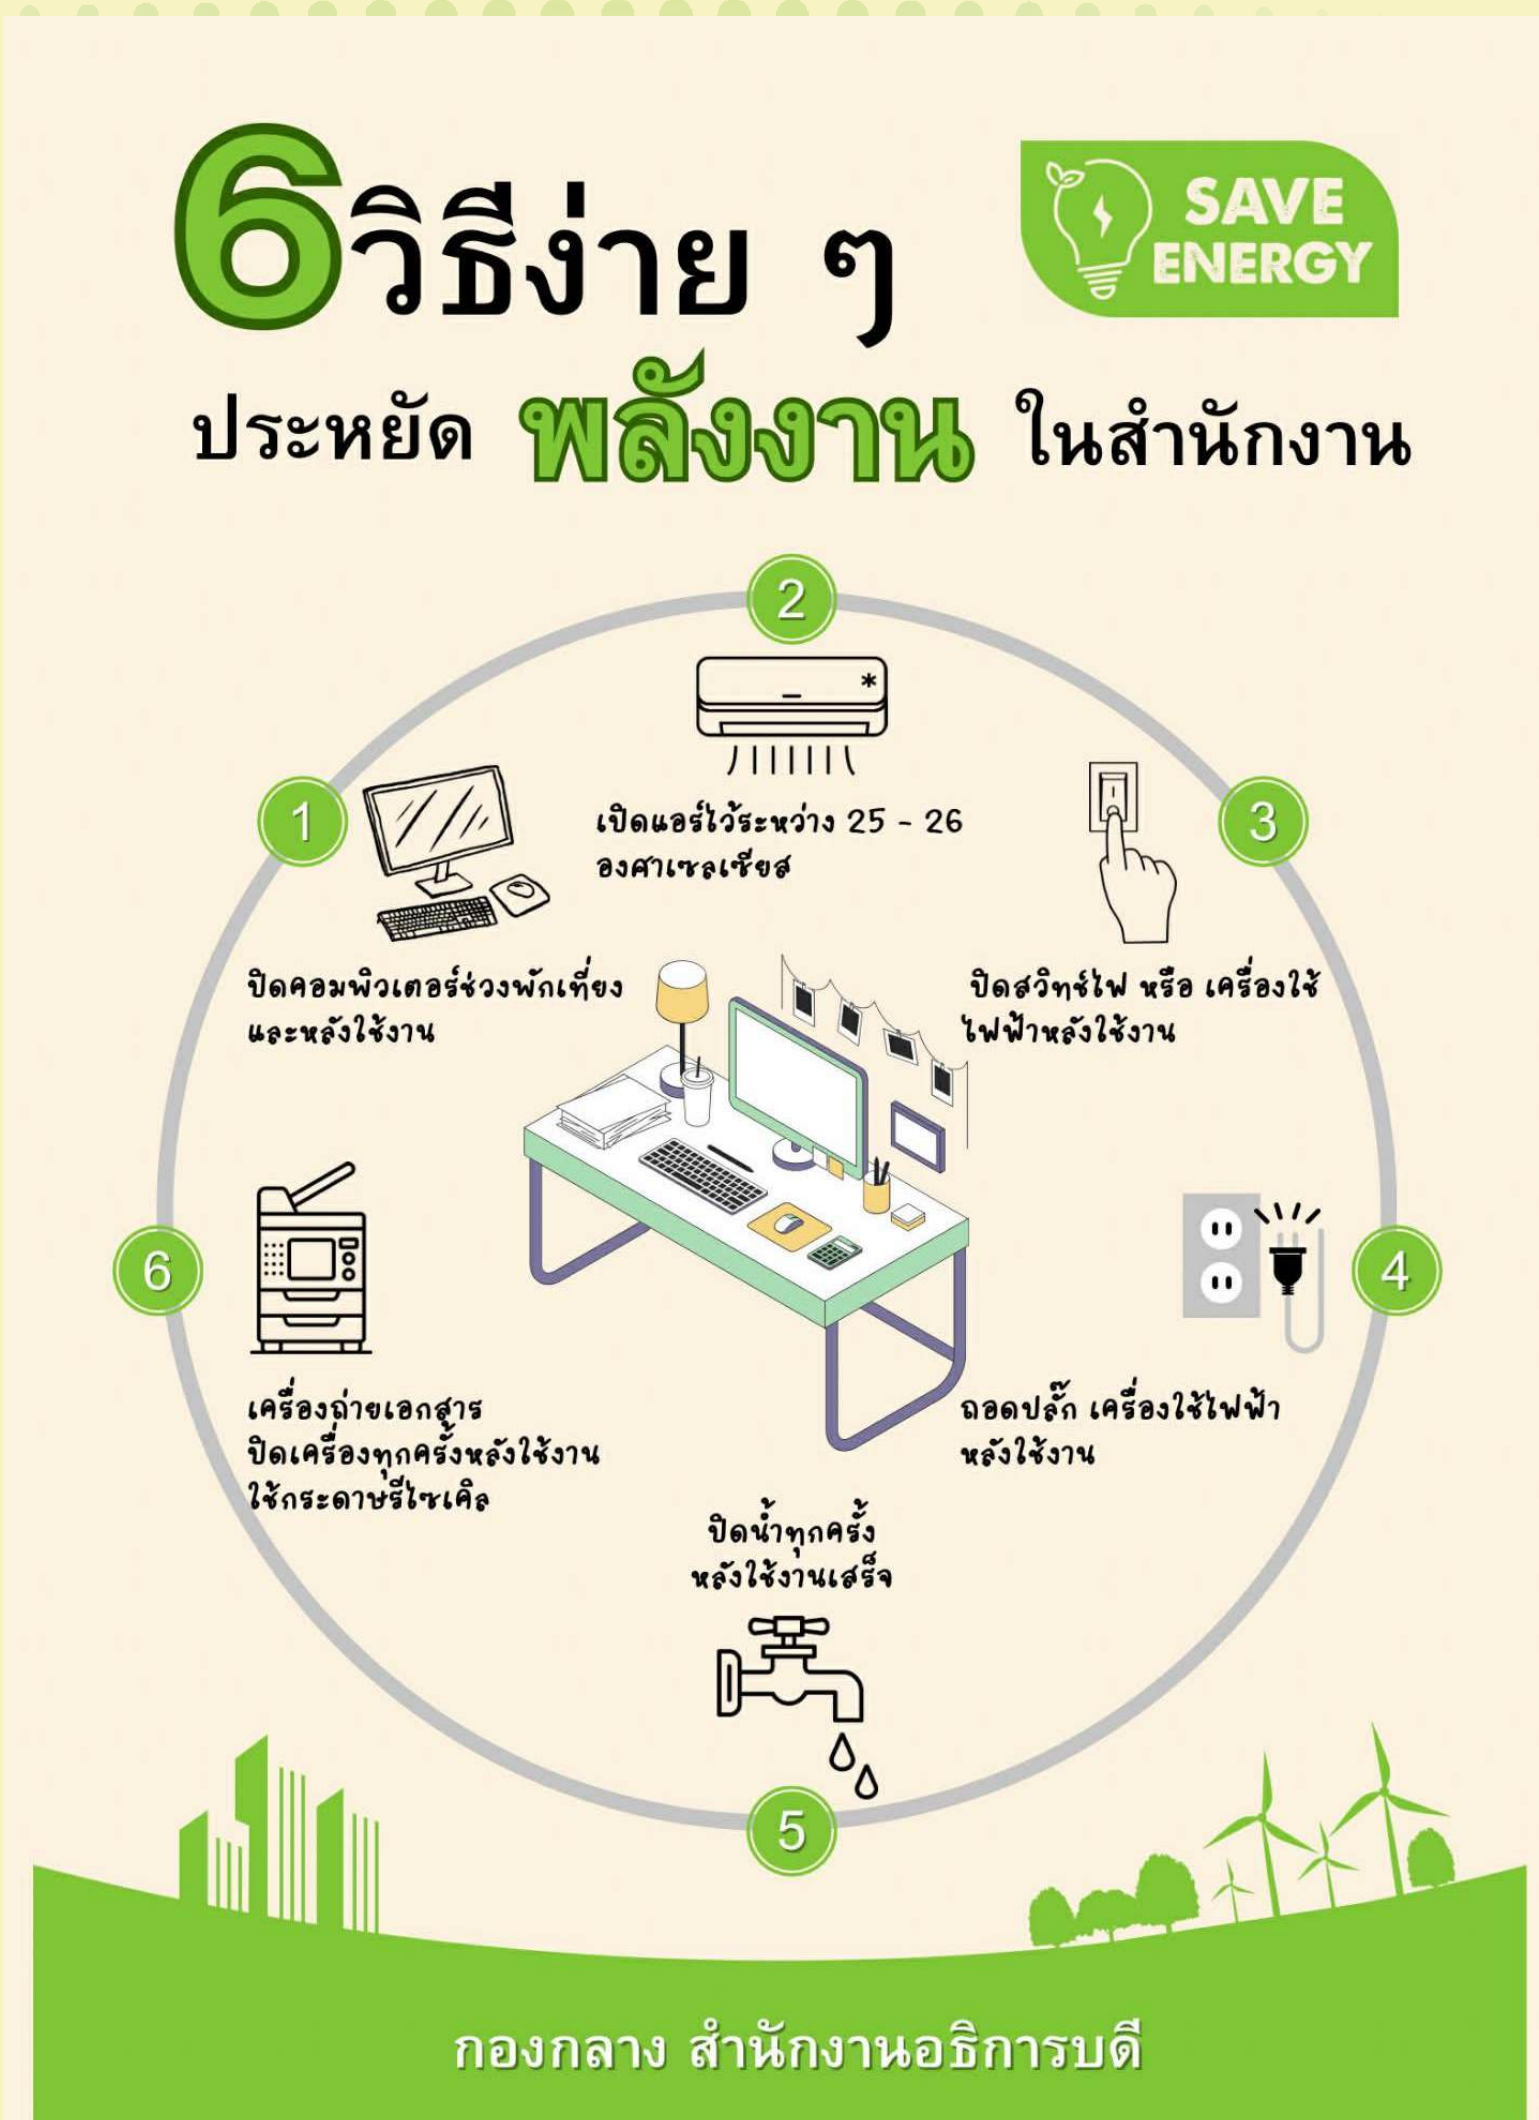 6วิธีง่าย ๆ
SAVE
ENERGY
ประหยัด พลังงาน ในสำนักงาน
1
ปิดคอมพิวเตอร์ช่วงพักเที่ยง
และหลังใช้งาน
2
เปิดแอร์ไว้ระหว่าง 25 - 26
องศาเซลเซียส
3
ปิดสวิทช์ไฟ หรือ เครื่องใช้
ไฟฟ้าหลังใช้งาน
4
ถอดปลั๊ก เครื่องใช้ไฟฟ้า
หลังใช้งาน
ปิดน้ำทุกครั้ง
หลังใช้งานเสร็จ
5
6
เครื่องถ่ายเอกสาร
ปิดเครื่องทุกครั้งหลังใช้งาน
ใช้กระดาษรีไซเคิล
กองกลาง สำนักงานอธิการบดี